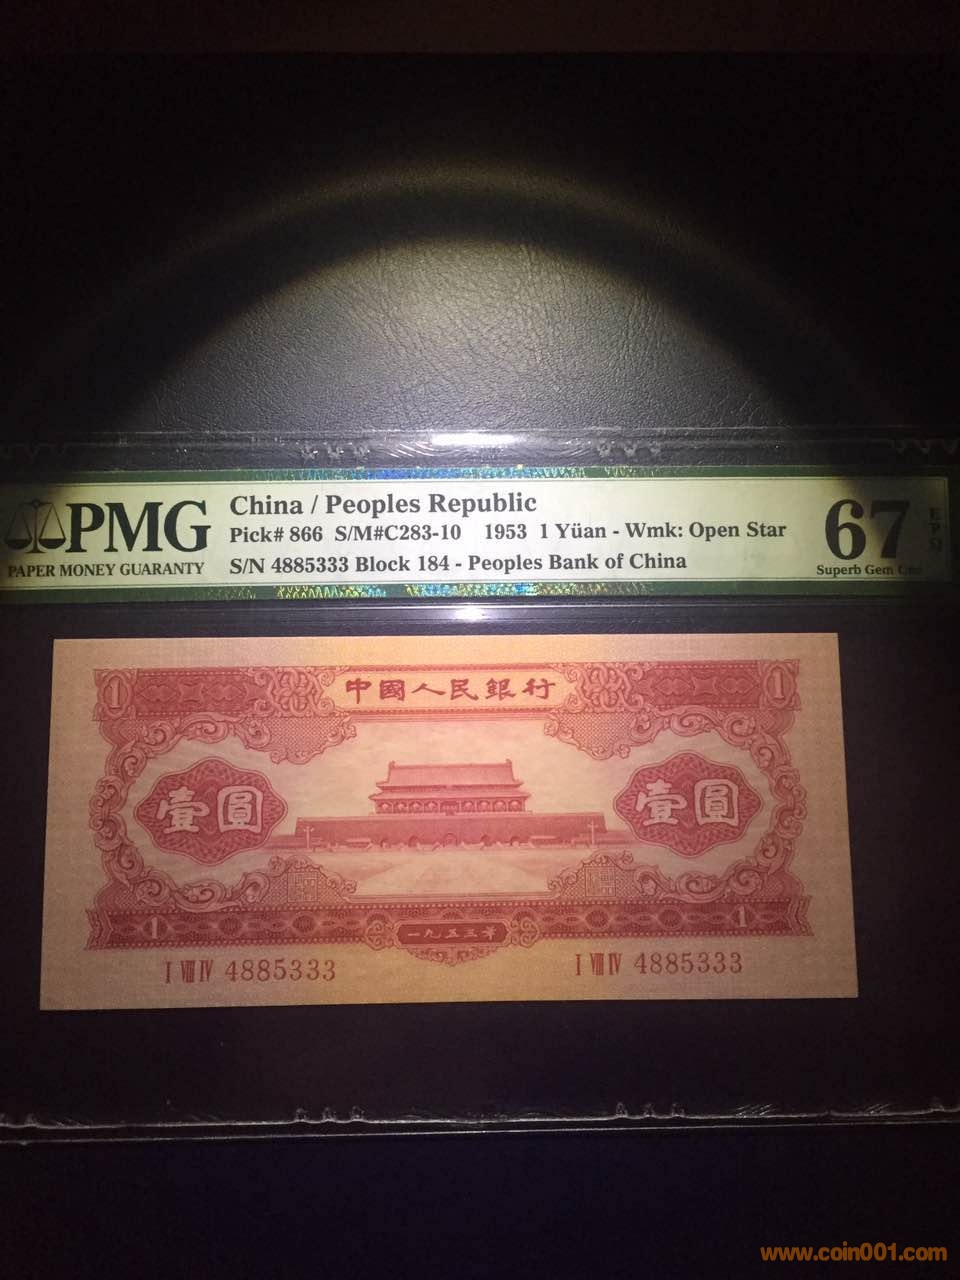 PMG
PAPER MONEY GUARANTY
China / Peoples Republic
Pick# 866 S/M#C283-10 1953 1 Yüan - Wmk: Open Star
S/N 4885333 Block 184 - Peoples Bank of China
67 EPQ
Superb Gem Unc
中國人民銀行
1 1
壹圓 壹圓
1 1
一九五三年
I VIII IV 4885333 I VIII IV 4885333
www.coin001.com